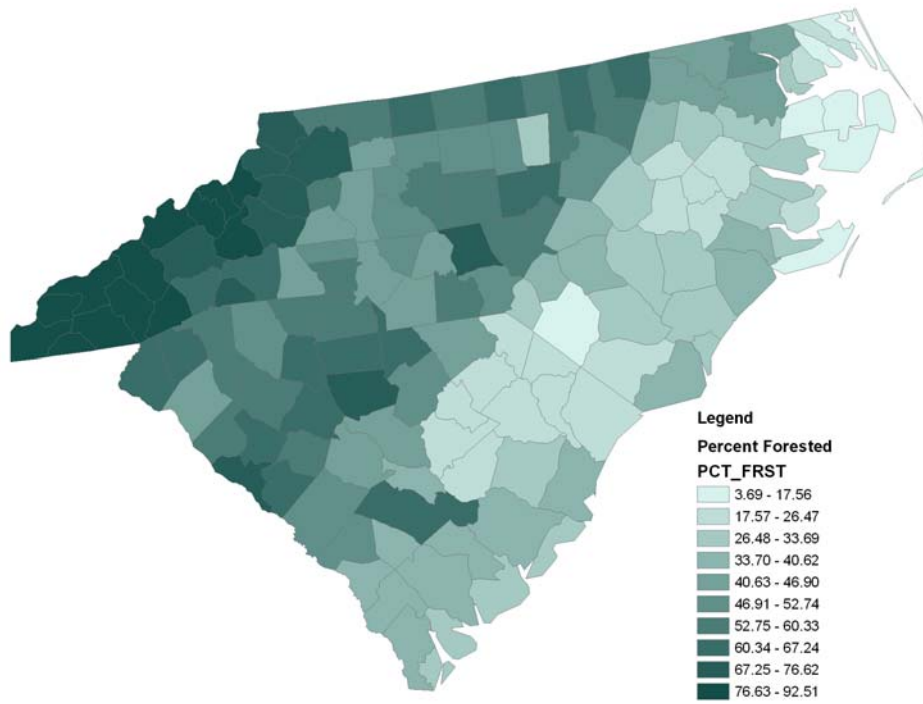 Legend
Percent Forested
PCT_FRST
3.69 - 17.56
17.57 - 26.47
26.48 - 33.69
33.70 - 40.62
40.63 - 46.90
46.91 - 52.74
52.75 - 60.33
60.34 - 67.24
67.25 - 76.62
76.63 - 92.51